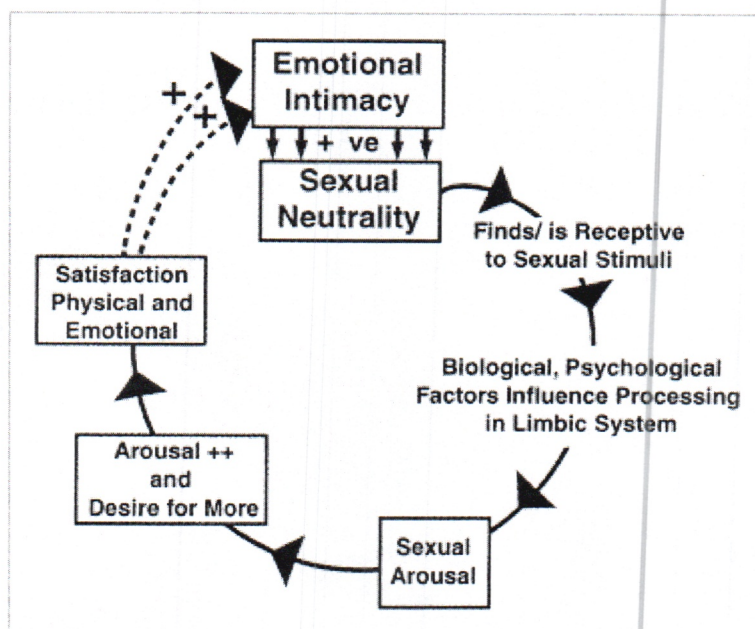 Emotional
Intimacy
+ ve
Sexual
Neutrality
Finds/ is Receptive
to Sexual Stimuli
Biological, Psychological
Factors Influence Processing
in Limbic System
Sexual
Arousal
Arousal ++
and
Desire for More
Satisfaction
Physical and
Emotional
+
+